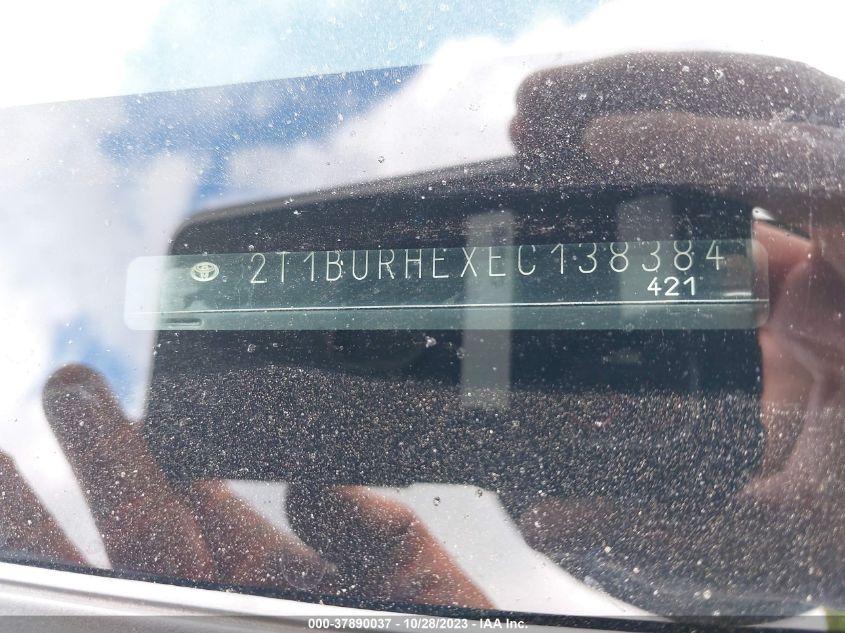 2T1BURHEXEC138384
421
000-37890037 - 10/28/2023 - IAA Inc.